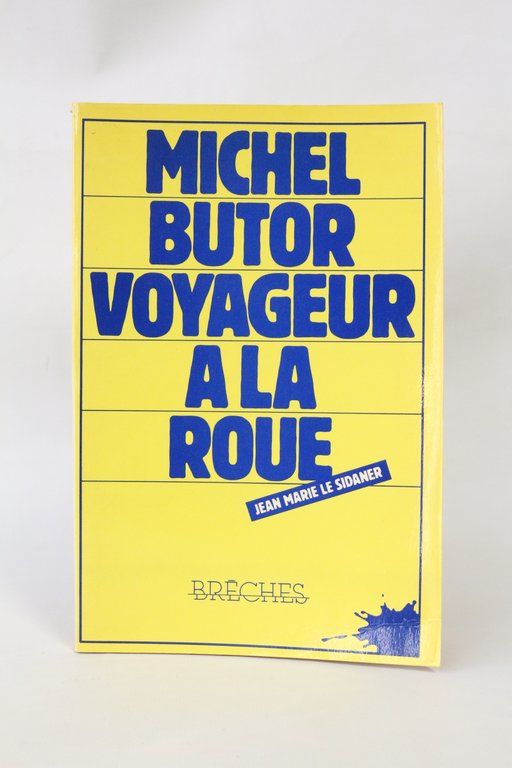 MICHEL
BUTOR
VOYAGEUR
A LA
ROUE
JEAN MARIE LE SIDANER
BRÈCHES